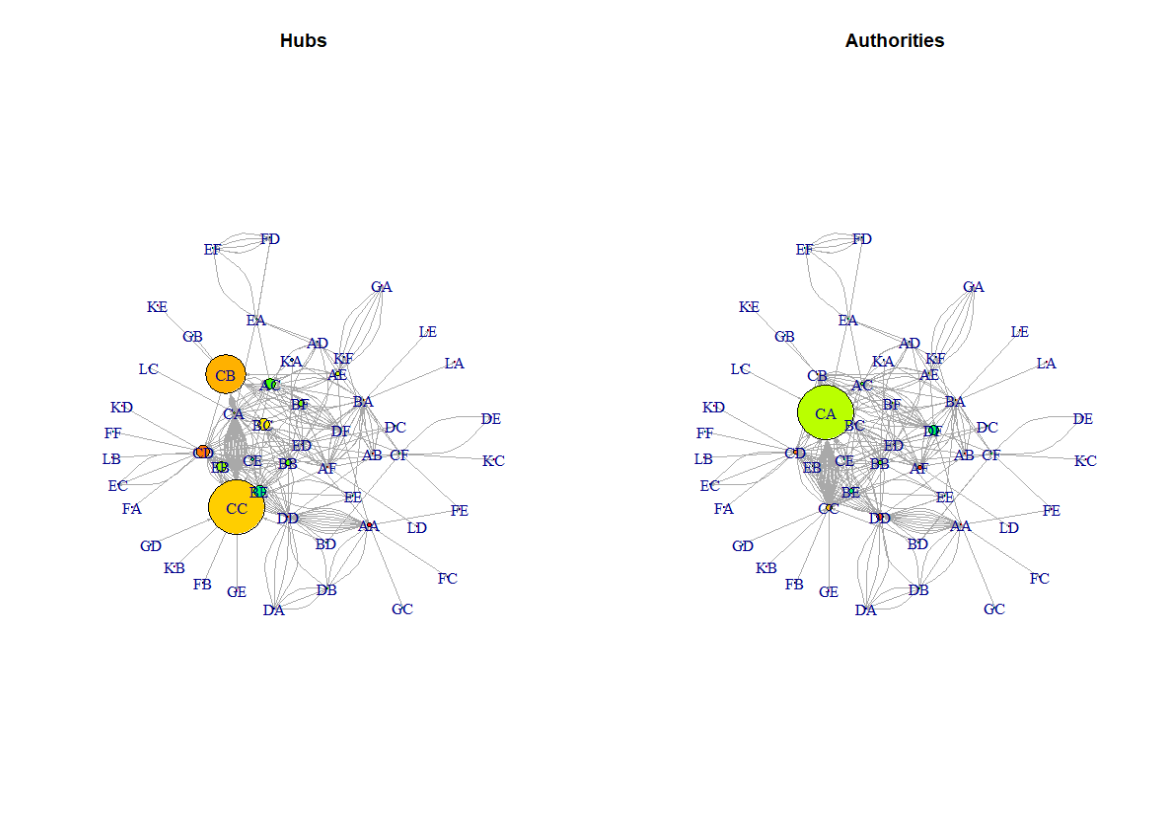 Hubs
Authorities
FD
EF
GA
KE
EA
LE
GB
AD
KA
KF
LC
LA
CB
AC
AE
KD
CA
BF
BA
DE
FF
BC
DF
DC
CD
ED
LB
EB
CE
BB
AF
AB
CF
KC
EC
BE
EE
FA
CC
DD
FE
AA
LD
GD
BD
KB
FB
GE
DB
FC
DA
GC
FD
EF
GA
KE
EA
LE
GB
AD
KA
KF
LC
LA
CB
AC
AE
KD
CA
BF
BA
DE
FF
BC
DF
DC
CD
ED
LB
EB
CE
BB
AF
AB
CF
KC
EC
BE
EE
FA
CC
DD
FE
AA
LD
GD
BD
KB
FB
GE
DB
FC
DA
GC